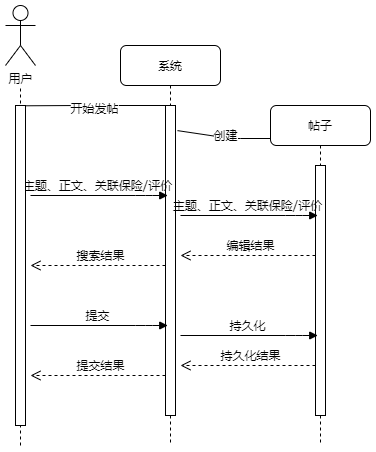 用户
系统
帖子
开始发帖
创建
主题、正文、关联保险/评价
主题、正文、关联保险/评价
编辑结果
搜索结果
提交
持久化
持久化结果
提交结果